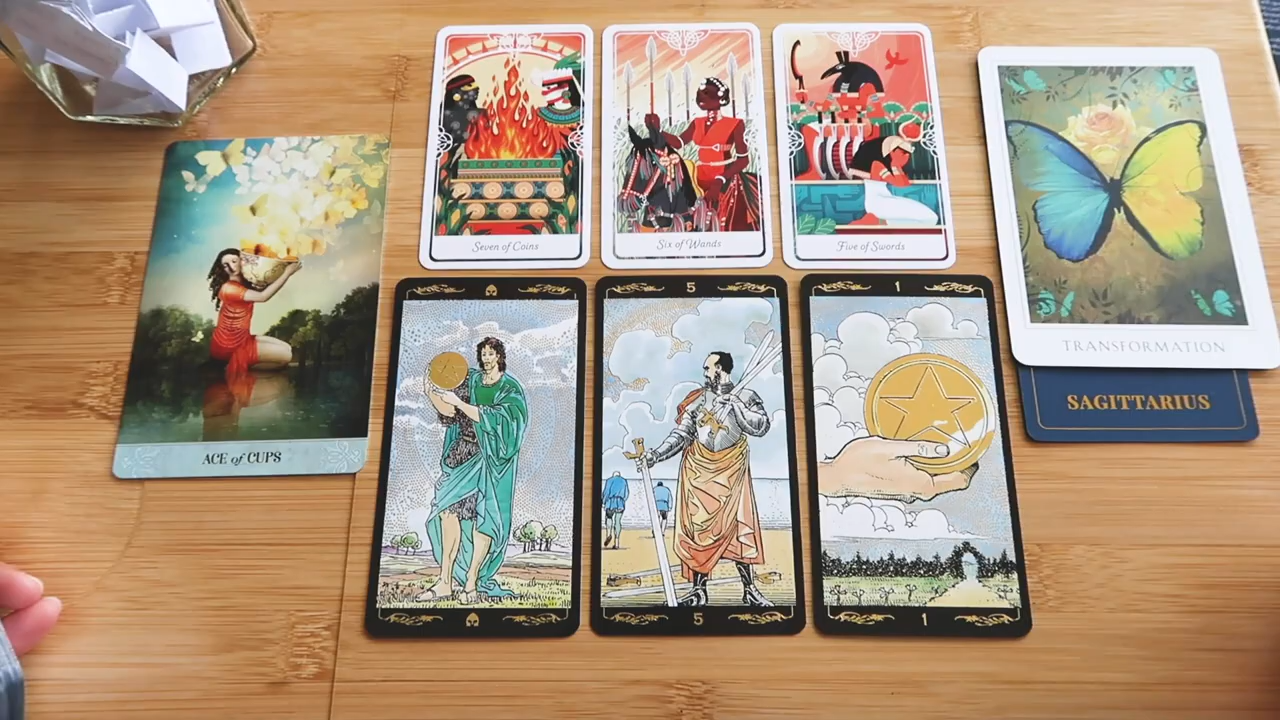 Seven of Coins
Six of Wands
Five of Swords
TRANSFORMATION
SAGITTARIUS
ACE of CUPS
5
1
5
1